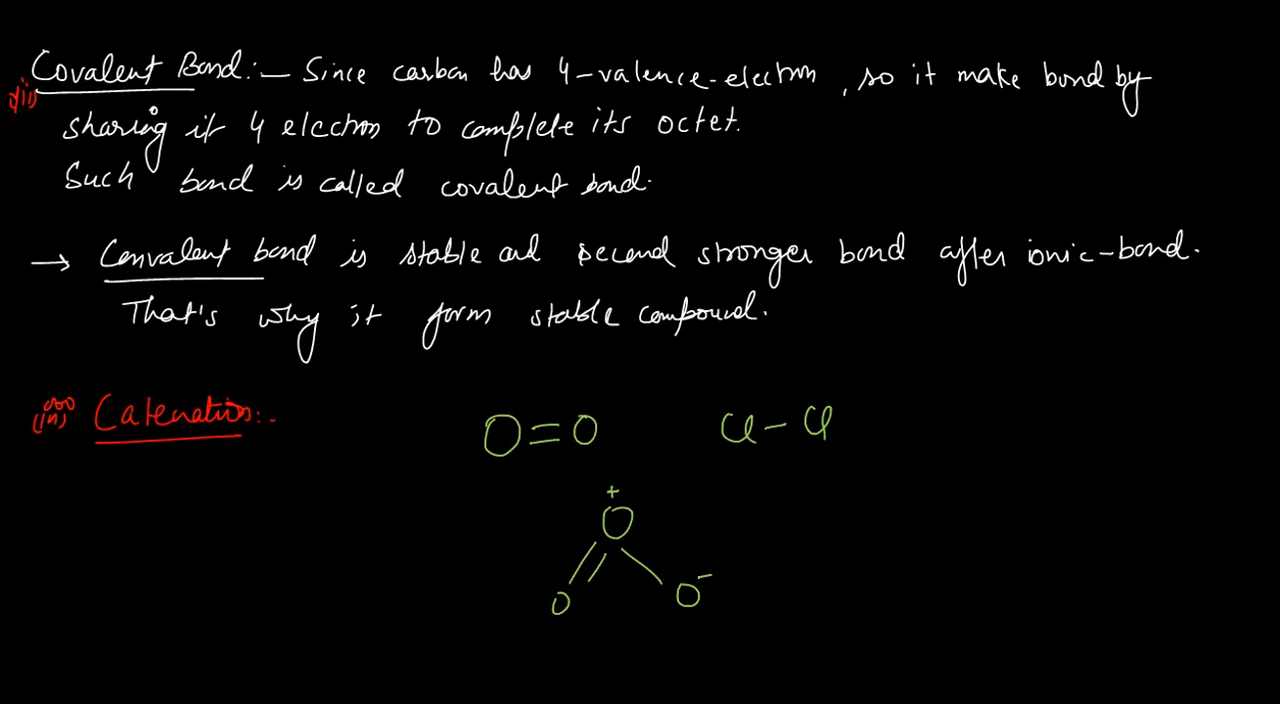 Covalent Bond:- Since carbon has 4-valence-electron, so it make bond by
sharing it 4 electron to complete its octet.
Such bond is called covalent bond.
→ Convalent bond is stable and second stronger bond after ionic-bond.
That's why it form stable compound.
Catenation:-
O=O Cl-Cl
+
O
O O-